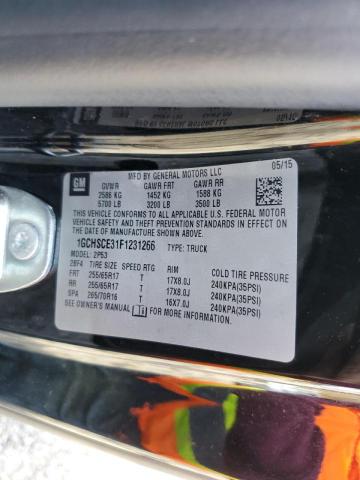 GM
MFD BY GENERAL MOTORS LLC 05/15
GVWR GAWR FRT GAWR RR
2586 KG 1452 KG 1588 KG
5700 LB 3200 LB 3500 LB
THIS VEHICLE CONFORMS TO ALL APPLICABLE U.S. FEDERAL MOTOR
VEHICLE SAFETY AND THEFT PREVENTION STANDARDS IN EFFECT ON
THE DATE OF MANUFACTURE SHOWN ABOVE.
1GCHSCE31F1231266 TYPE: TRUCK
MODEL: 2P53
28F4 TIRE SIZE RIM COLD TIRE PRESSURE
FRT 255/65R17 T 17X8.0J 240KPA(35PSI)
RR 255/65R17 T 17X8.0J 240KPA(35PSI)
SPA 265/70R16 T 16X7.0J 240KPA(35PSI)
SEE OWNER'S MANUAL FOR MORE INFORMATION.